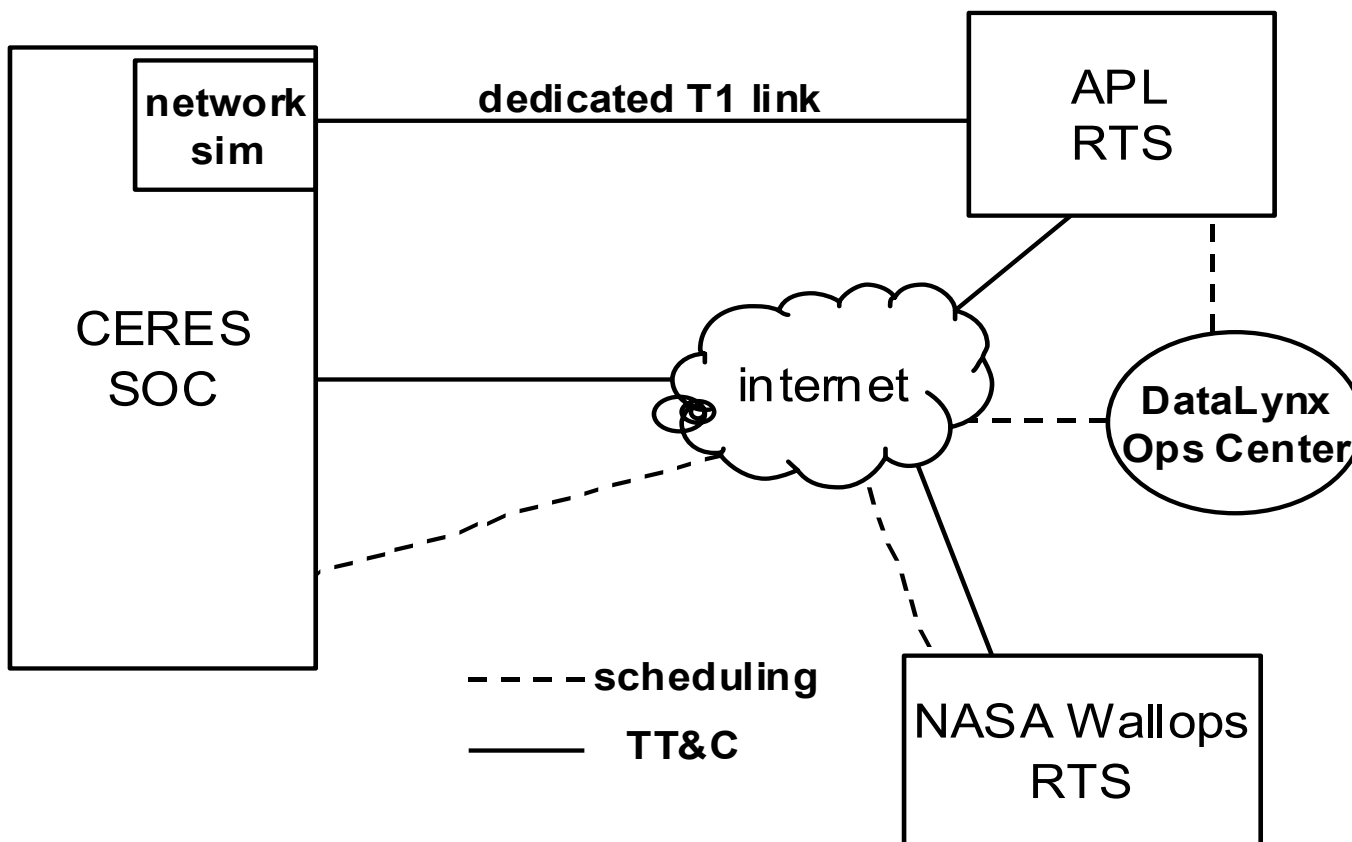 network
sim
dedicated T1 link
APL
RTS
CERES
SOC
internet
DataLynx
Ops Center
scheduling
TT&C
NASA Wallops
RTS